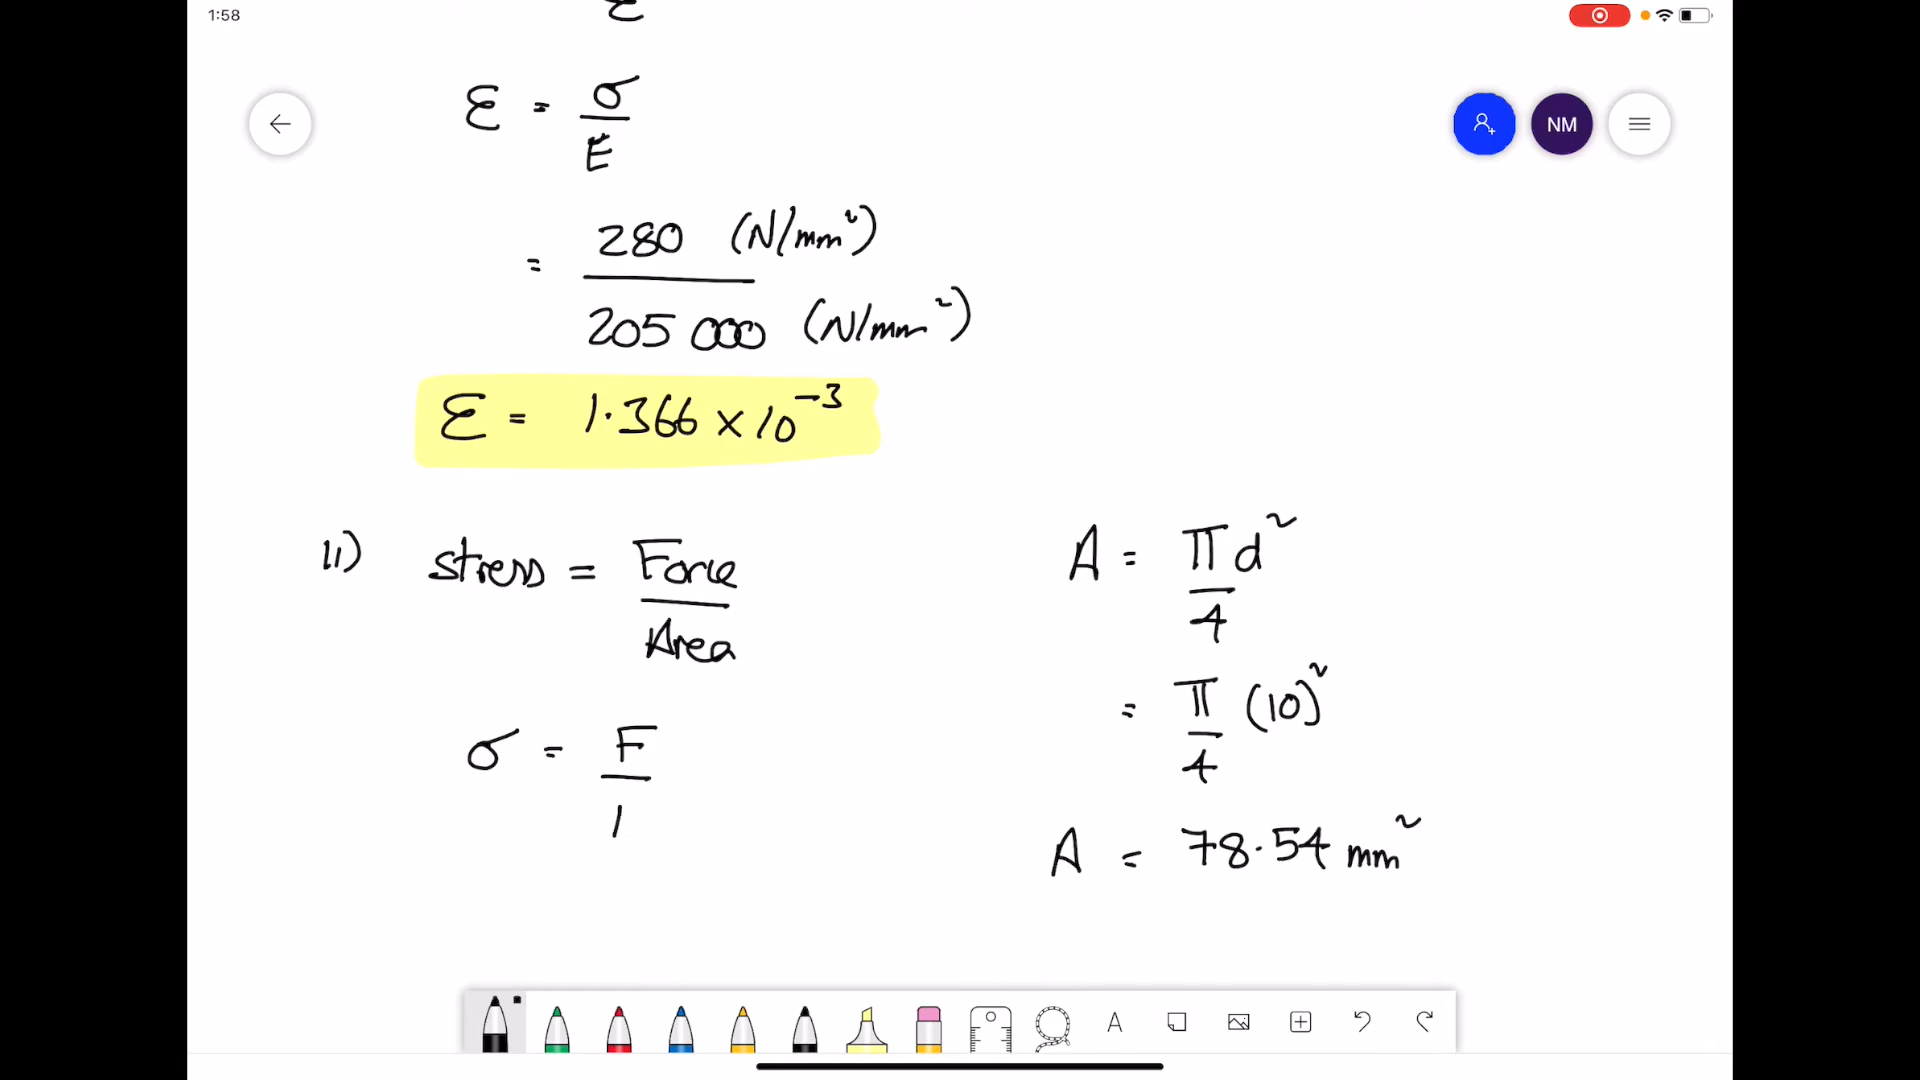 1:58
ε
NM
ε = σ
E
= 280 (N/mm²)
205 000 (N/mm²)
ε = 1.366 × 10⁻³
11) stress = Force
Area
σ = F
A = πd²
4
= π (10)²
4
A = 78.54 mm²
A